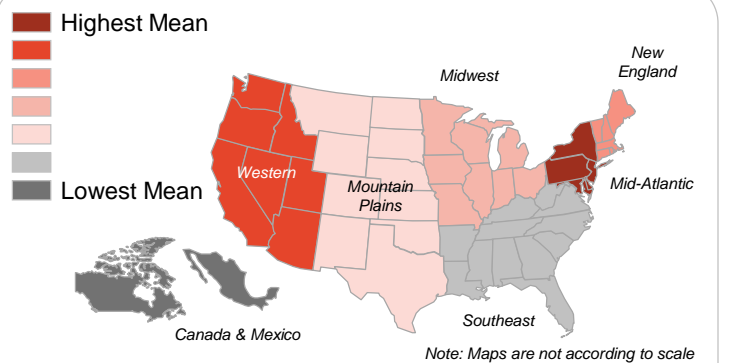 Highest Mean
New
England
Midwest
Western
Mountain
Plains
Mid-Atlantic
Lowest Mean
Southeast
Canada & Mexico
Note: Maps are not according to scale